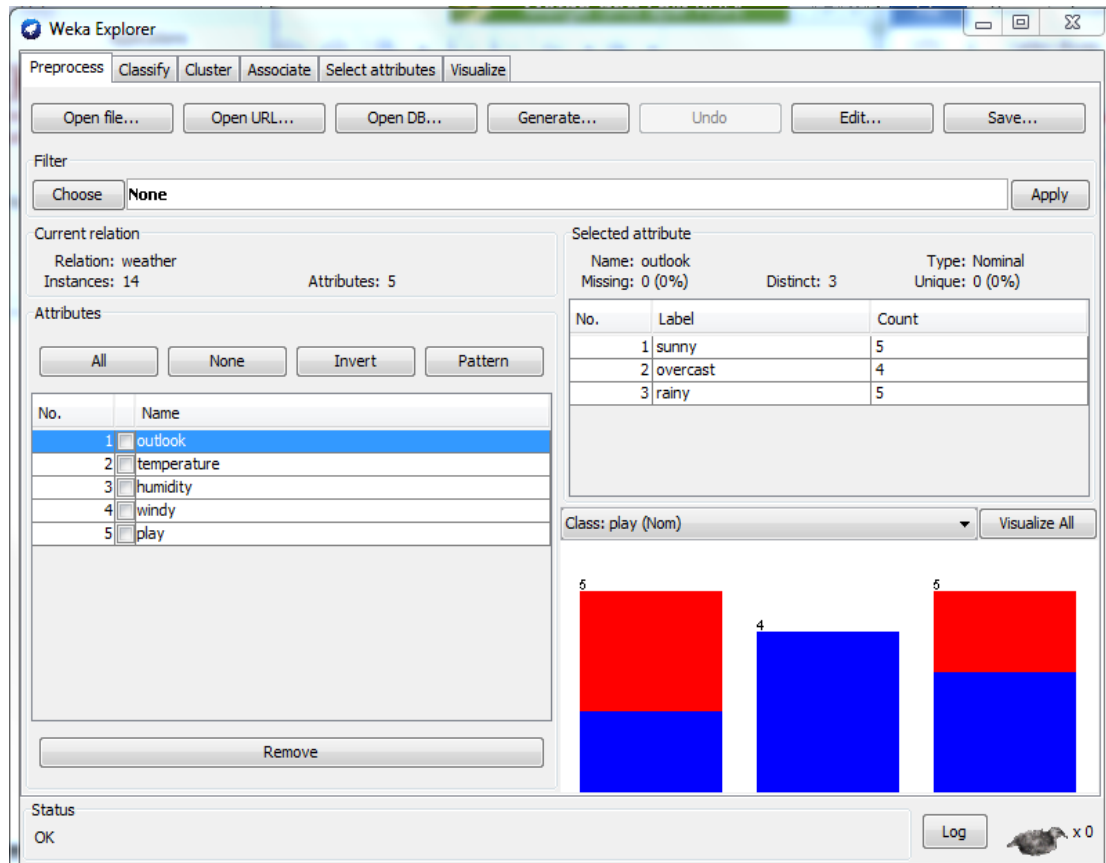 Weka Explorer
Preprocess Classify Cluster Associate Select attributes Visualize
Open file... Open URL... Open DB... Generate... Undo Edit... Save...
Filter
Choose None Apply
Current relation
Relation: weather
Instances: 14 Attributes: 5
Attributes
All None Invert Pattern
No. Name
1 outlook
2 temperature
3 humidity
4 windy
5 play
Remove
Selected attribute
Name: outlook Type: Nominal
Missing: 0 (0%) Distinct: 3 Unique: 0 (0%)
No. Label Count
1 sunny 5
2 overcast 4
3 rainy 5
Class: play (Nom) Visualize All
5 4 5
Status
OK
Log x 0